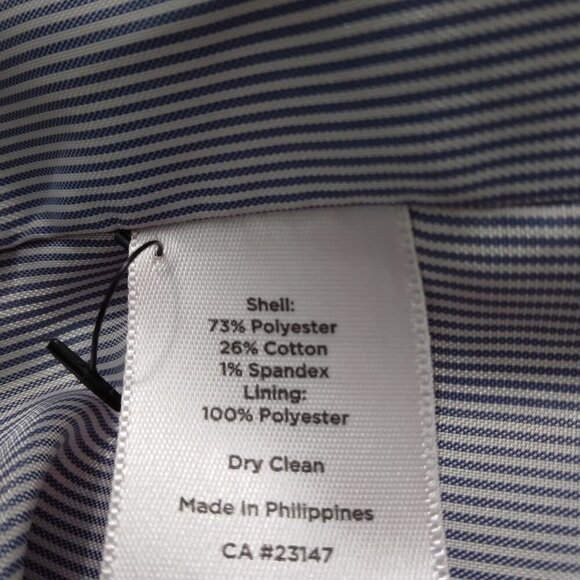 Shell:
73% Polyester
26% Cotton
1% Spandex
Lining:
100% Polyester
Dry Clean
Made In Philippines
CA #23147